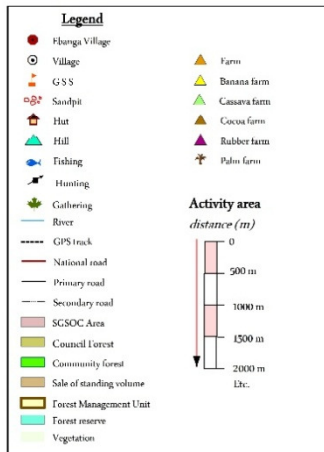 Legend
Ebanga Village
Village
G S S
Sandpit
Hut
Hill
Fishing
Hunting
Gathering
River
GPS track
National road
Primary road
Secondary road
SGSOC Area
Council Forest
Community forest
Sale of standing volume
Forest Management Unit
Forest reserve
Vegetation
Farm
Banana farm
Cassava farm
Cocoa farm
Rubber farm
Palm farm
Activity area
distance (m)
0
500 m
1000 m
1500 m
2000 m
Etc.